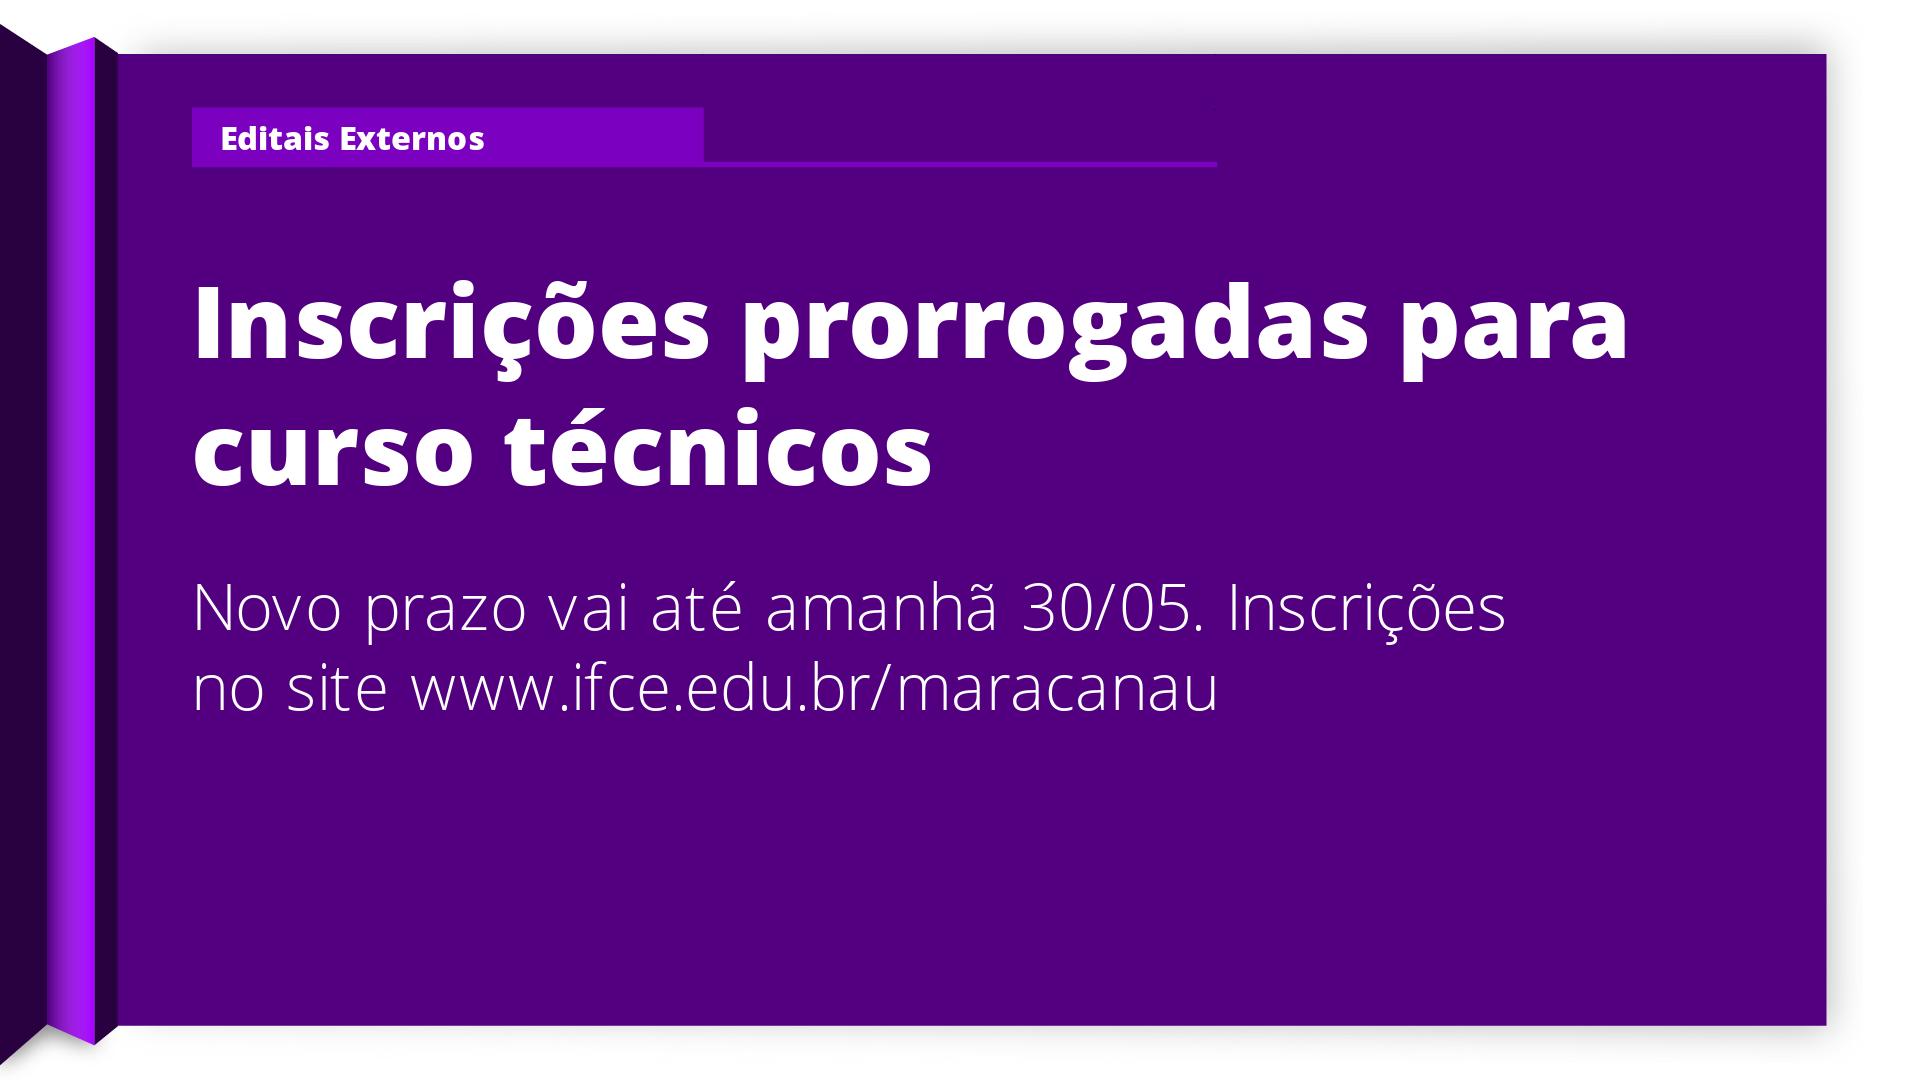 Editais Externos
Inscrições prorrogadas para
curso técnicos
Novo prazo vai até amanhã 30/05. Inscrições
no site www.ifce.edu.br/maracanau